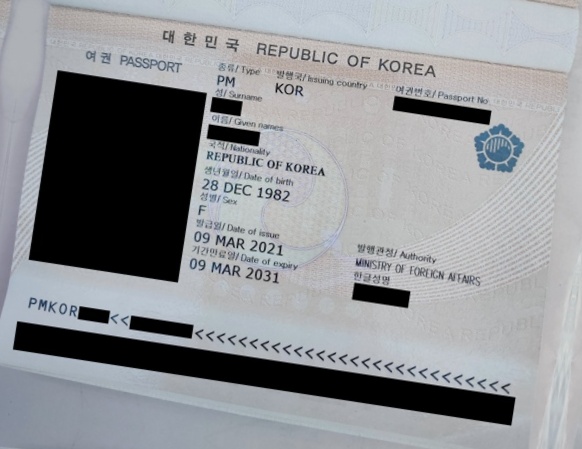 대한민국 REPUBLIC OF KOREA
여권 PASSPORT
종류/ Type 발행국/ Issuing country 여권번호/ Passport No
PM KOR
성/ Surname
이름/ Given names
국적/ Nationality
REPUBLIC OF KOREA
생년월일/ Date of birth
28 DEC 1982
성별/ Sex
F
발급일/ Date of issue
09 MAR 2021
기간만료일/ Date of expiry
09 MAR 2031
발행관청/ Authority
MINISTRY OF FOREIGN AFFAIRS
한글성명
PMKOR<<<<<<<<<<<<<<<<<<<<<<<<<<<<<<